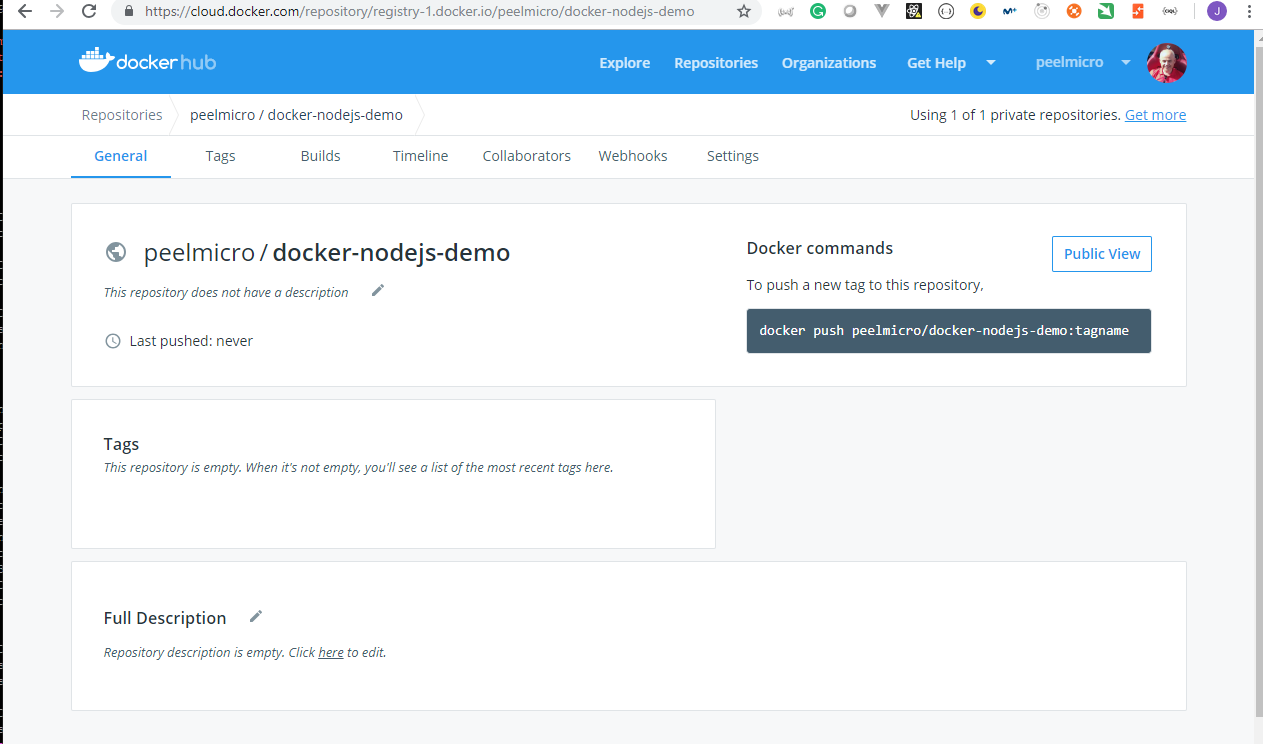 https://cloud.docker.com/repository/registry-1.docker.io/peelmicro/docker-nodejs-demo
J
docker hub
Explore Repositories Organizations Get Help peelmicro
Repositories peelmicro / docker-nodejs-demo Using 1 of 1 private repositories. Get more
General Tags Builds Timeline Collaborators Webhooks Settings
peelmicro / docker-nodejs-demo
This repository does not have a description
Last pushed: never
Docker commands
Public View
To push a new tag to this repository,
docker push peelmicro/docker-nodejs-demo:tagname
Tags
This repository is empty. When it's not empty, you'll see a list of the most recent tags here.
Full Description
Repository description is empty. Click here to edit.